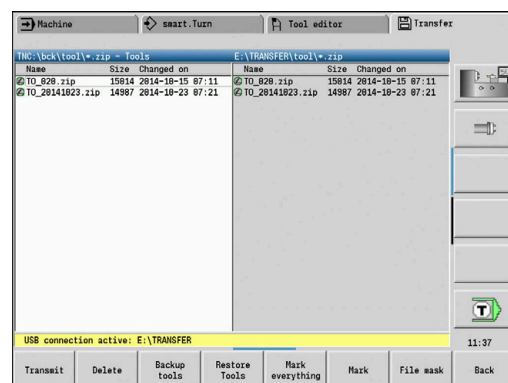 Machine
smart.Turn
Tool editor
Transfer
TNC:\bck\tool\*.zip - Tools
E:\TRANSFER\tool\*.zip
Name Size Changed on
Name Size Changed on
TO_020.zip 15014 2014-10-15 07:11
TO_020.zip 15014 2014-10-15 07:11
TO_20141023.zip 14987 2014-10-23 07:21
TO_20141023.zip 14987 2014-10-23 07:21
T
USB connection active: E:\TRANSFER
11:37
Transmit
Delete
Backup
tools
Restore
Tools
Mark
everything
Mark
File mask
Back